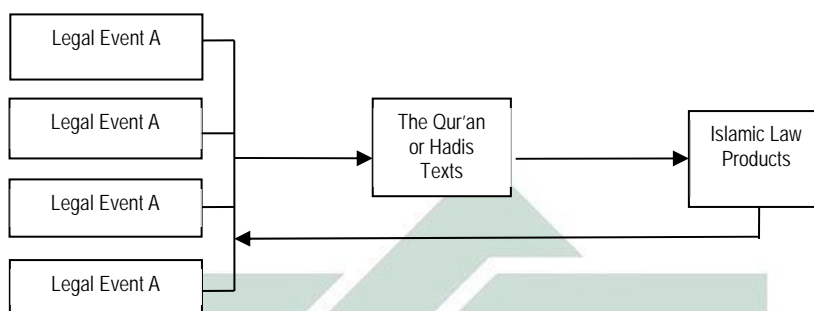 Legal Event A
Legal Event A
Legal Event A
Legal Event A
The Qur'an
or Hadis
Texts
Islamic Law
Products